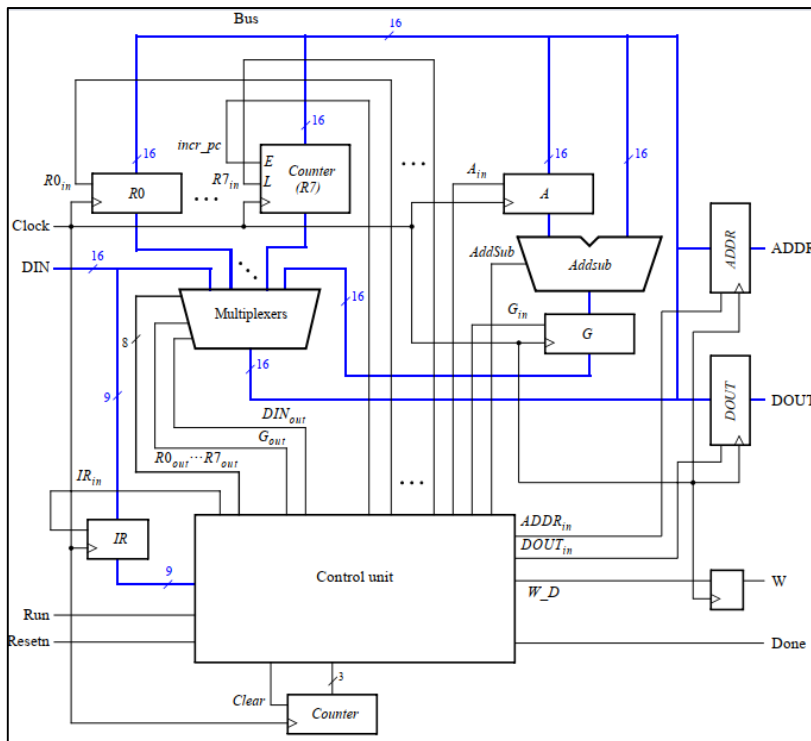 Bus
16
incr_pc
16
16
16
16
R0in
R0
...
R7in
E
L
Counter
(R7)
...
Ain
A
Clock
DIN
16
AddSub
Addsub
ADDR
ADDR
Multiplexers
8
16
Gin
G
16
9
DINout
Gout
R0out...R7out
DOUT
DOUT
IRin
...
IR
ADDRin
DOUTin
9
Control unit
W_D
W
Run
Resetn
Done
3
Clear
Counter